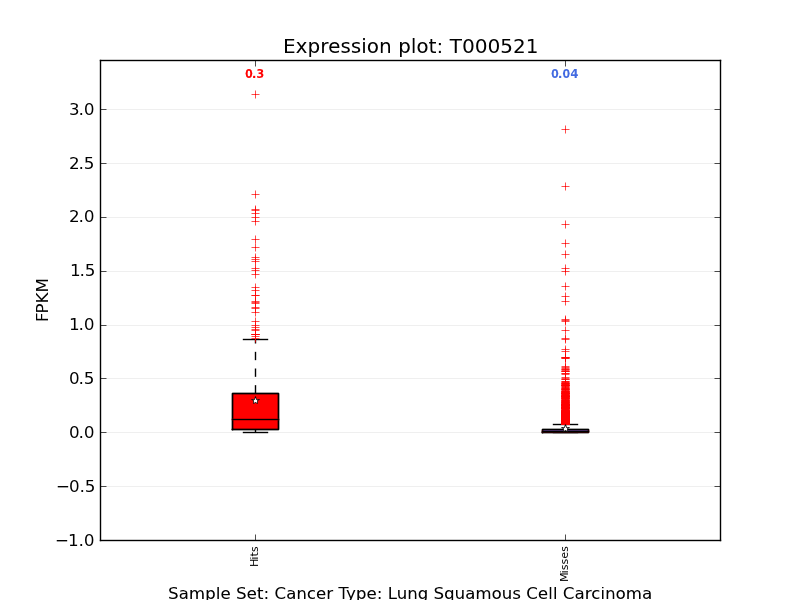 Expression plot: T000521
0.3
0.04
3.0
2.5
2.0
1.5
1.0
0.5
0.0
−0.5
−1.0
FPKM
Hits
Misses
Sample Set: Cancer Type: Lung Squamous Cell Carcinoma